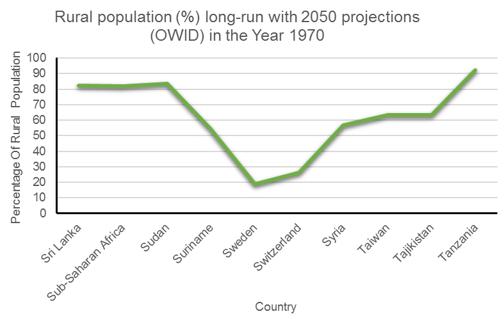 Rural population (%) long-run with 2050 projections
(OWID) in the Year 1970
Percentage Of Rural Population
100
90
80
70
60
50
40
30
20
10
0
Sri Lanka
Sub-Saharan Africa
Sudan
Suriname
Sweden
Switzerland
Syria
Taiwan
Tajikistan
Tanzania
Country